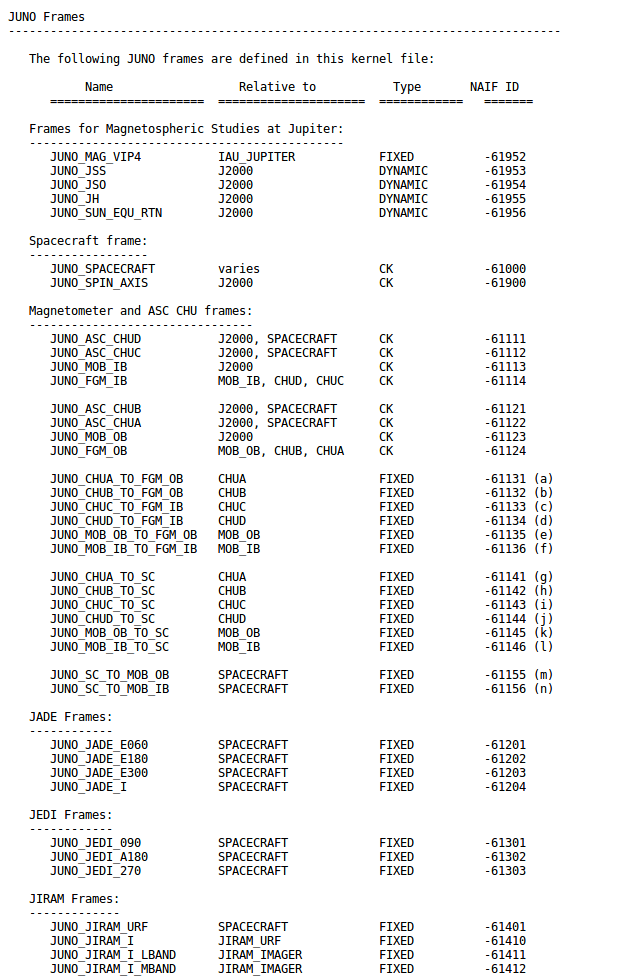 JUNO Frames
-------------------------------------------------------------------------------
The following JUNO frames are defined in this kernel file:
Name Relative to Type NAIF ID
====================== ===================== ============ =======
Frames for Magnetospheric Studies at Jupiter:
---------------------------------------------
JUNO_MAG_VIP4 IAU_JUPITER FIXED -61952
JUNO_JSS J2000 DYNAMIC -61953
JUNO_JSO J2000 DYNAMIC -61954
JUNO_JH J2000 DYNAMIC -61955
JUNO_SUN_EQU_RTN J2000 DYNAMIC -61956
Spacecraft frame:
-----------------
JUNO_SPACECRAFT varies CK -61000
JUNO_SPIN_AXIS J2000 CK -61900
Magnetometer and ASC CHU frames:
--------------------------------
JUNO_ASC_CHUD J2000, SPACECRAFT CK -61111
JUNO_ASC_CHUC J2000, SPACECRAFT CK -61112
JUNO_MOB_IB J2000 CK -61113
JUNO_FGM_IB MOB_IB, CHUD, CHUC CK -61114
JUNO_ASC_CHUB J2000, SPACECRAFT CK -61121
JUNO_ASC_CHUA J2000, SPACECRAFT CK -61122
JUNO_MOB_OB J2000 CK -61123
JUNO_FGM_OB MOB_OB, CHUB, CHUA CK -61124
JUNO_CHUA_TO_FGM_OB CHUA FIXED -61131 (a)
JUNO_CHUB_TO_FGM_OB CHUB FIXED -61132 (b)
JUNO_CHUC_TO_FGM_IB CHUC FIXED -61133 (c)
JUNO_CHUD_TO_FGM_IB CHUD FIXED -61134 (d)
JUNO_MOB_OB_TO_FGM_OB MOB_OB FIXED -61135 (e)
JUNO_MOB_IB_TO_FGM_IB MOB_IB FIXED -61136 (f)
JUNO_CHUA_TO_SC CHUA FIXED -61141 (g)
JUNO_CHUB_TO_SC CHUB FIXED -61142 (h)
JUNO_CHUC_TO_SC CHUC FIXED -61143 (i)
JUNO_CHUD_TO_SC CHUD FIXED -61144 (j)
JUNO_MOB_OB_TO_SC MOB_OB FIXED -61145 (k)
JUNO_MOB_IB_TO_SC MOB_IB FIXED -61146 (l)
JUNO_SC_TO_MOB_OB SPACECRAFT FIXED -61155 (m)
JUNO_SC_TO_MOB_IB SPACECRAFT FIXED -61156 (n)
JADE Frames:
------------
JUNO_JADE_E060 SPACECRAFT FIXED -61201
JUNO_JADE_E180 SPACECRAFT FIXED -61202
JUNO_JADE_E300 SPACECRAFT FIXED -61203
JUNO_JADE_I SPACECRAFT FIXED -61204
JEDI Frames:
------------
JUNO_JEDI_090 SPACECRAFT FIXED -61301
JUNO_JEDI_A180 SPACECRAFT FIXED -61302
JUNO_JEDI_270 SPACECRAFT FIXED -61303
JIRAM Frames:
-------------
JUNO_JIRAM_URF SPACECRAFT FIXED -61401
JUNO_JIRAM_I JIRAM_URF FIXED -61410
JUNO_JIRAM_I_LBAND JIRAM_IMAGER FIXED -61411
JUNO_JIRAM_I_MBAND JIRAM_IMAGER FIXED -61412